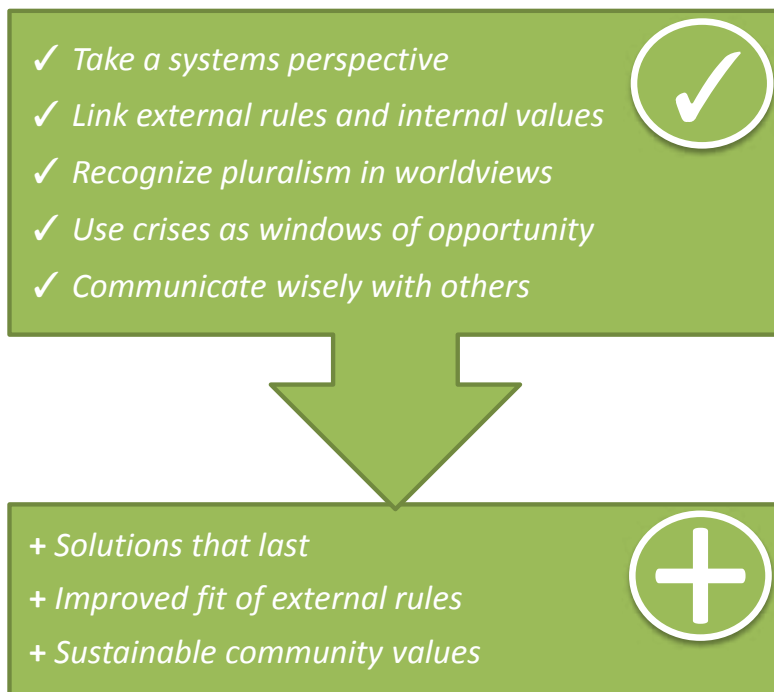 ✓ Take a systems perspective
✓ Link external rules and internal values
✓ Recognize pluralism in worldviews
✓ Use crises as windows of opportunity
✓ Communicate wisely with others
+ Solutions that last
+ Improved fit of external rules
+ Sustainable community values